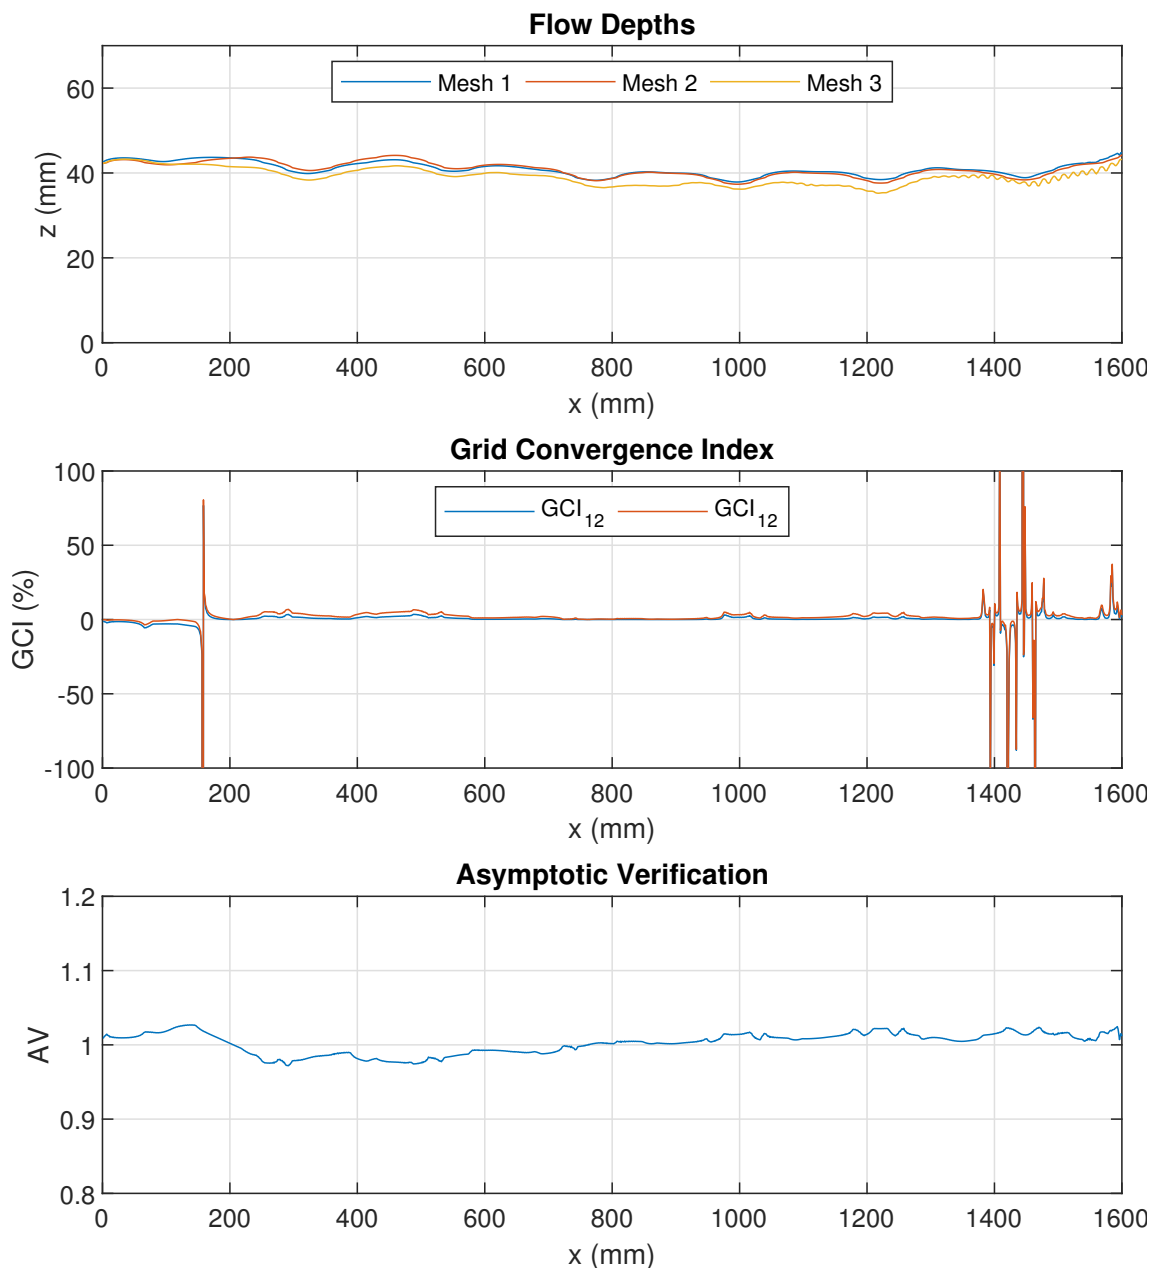 Flow Depths
Mesh 1 Mesh 2 Mesh 3
60
40
20
0
z (mm)
0 200 400 600 800 1000 1200 1400 1600
x (mm)
Grid Convergence Index
GCI12 GCI12
100
50
0
-50
-100
GCI (%)
0 200 400 600 800 1000 1200 1400 1600
x (mm)
Asymptotic Verification
1.2
1.1
1
0.9
0.8
AV
0 200 400 600 800 1000 1200 1400 1600
x (mm)